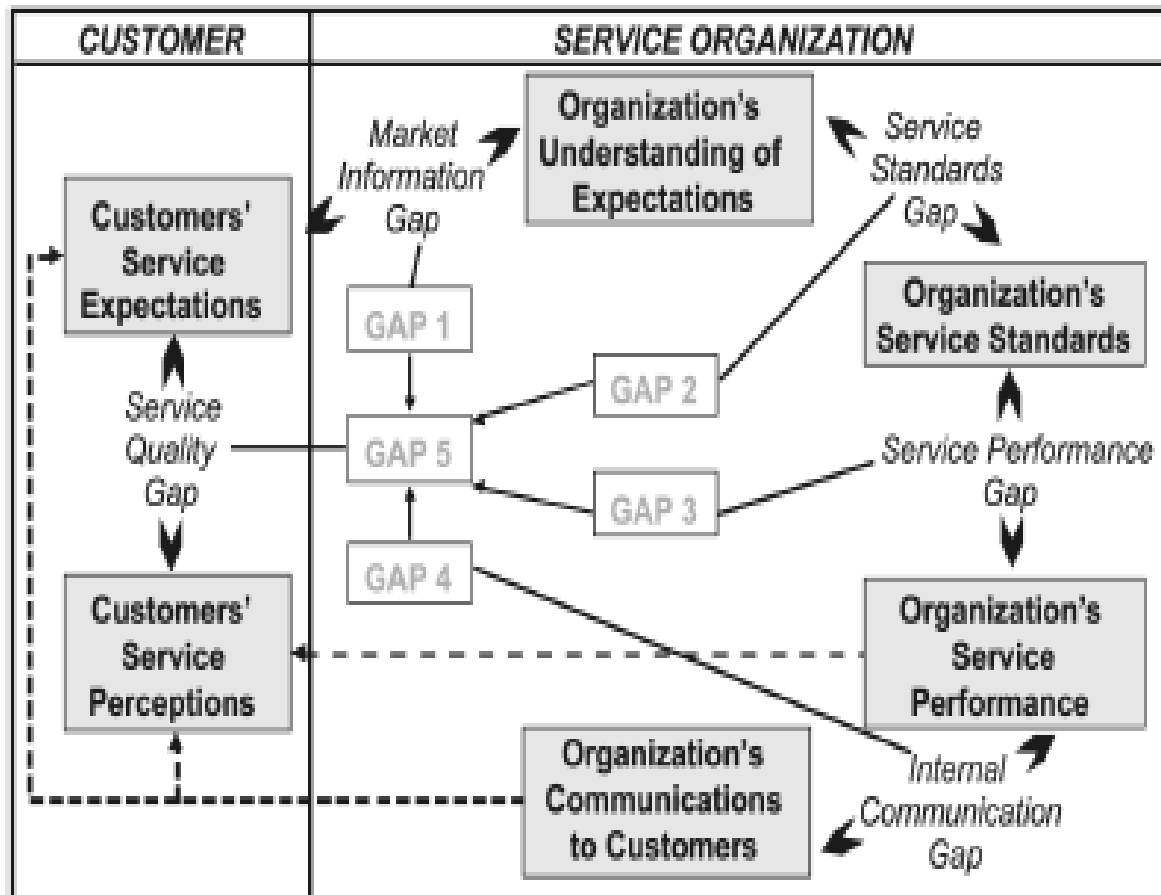 CUSTOMER
SERVICE ORGANIZATION
Organization's
Understanding of
Expectations
Market
Information
Gap
Service
Standards
Gap
Customers'
Service
Expectations
Organization's
Service Standards
GAP 1
GAP 2
Service
Quality
Gap
GAP 5
Service Performance
Gap
GAP 3
GAP 4
Customers'
Service
Perceptions
Organization's
Service
Performance
Organization's
Communications
to Customers
Internal
Communication
Gap